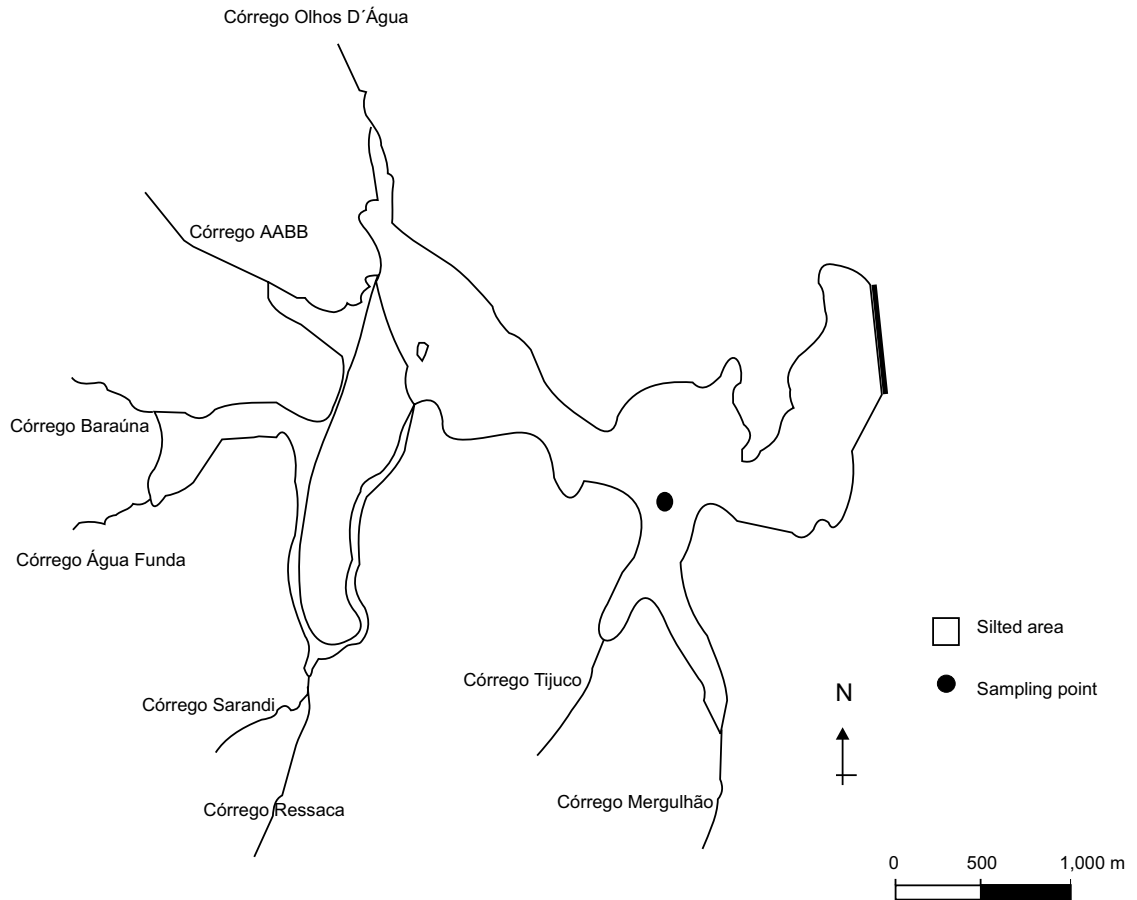 Córrego Olhos D´Água
Córrego AABB
Córrego Baraúna
Córrego Água Funda
Silted area
Córrego Tijuco
Sampling point
N
Córrego Sarandi
Córrego Mergulhão
Córrego Ressaca
0 500 1,000 m